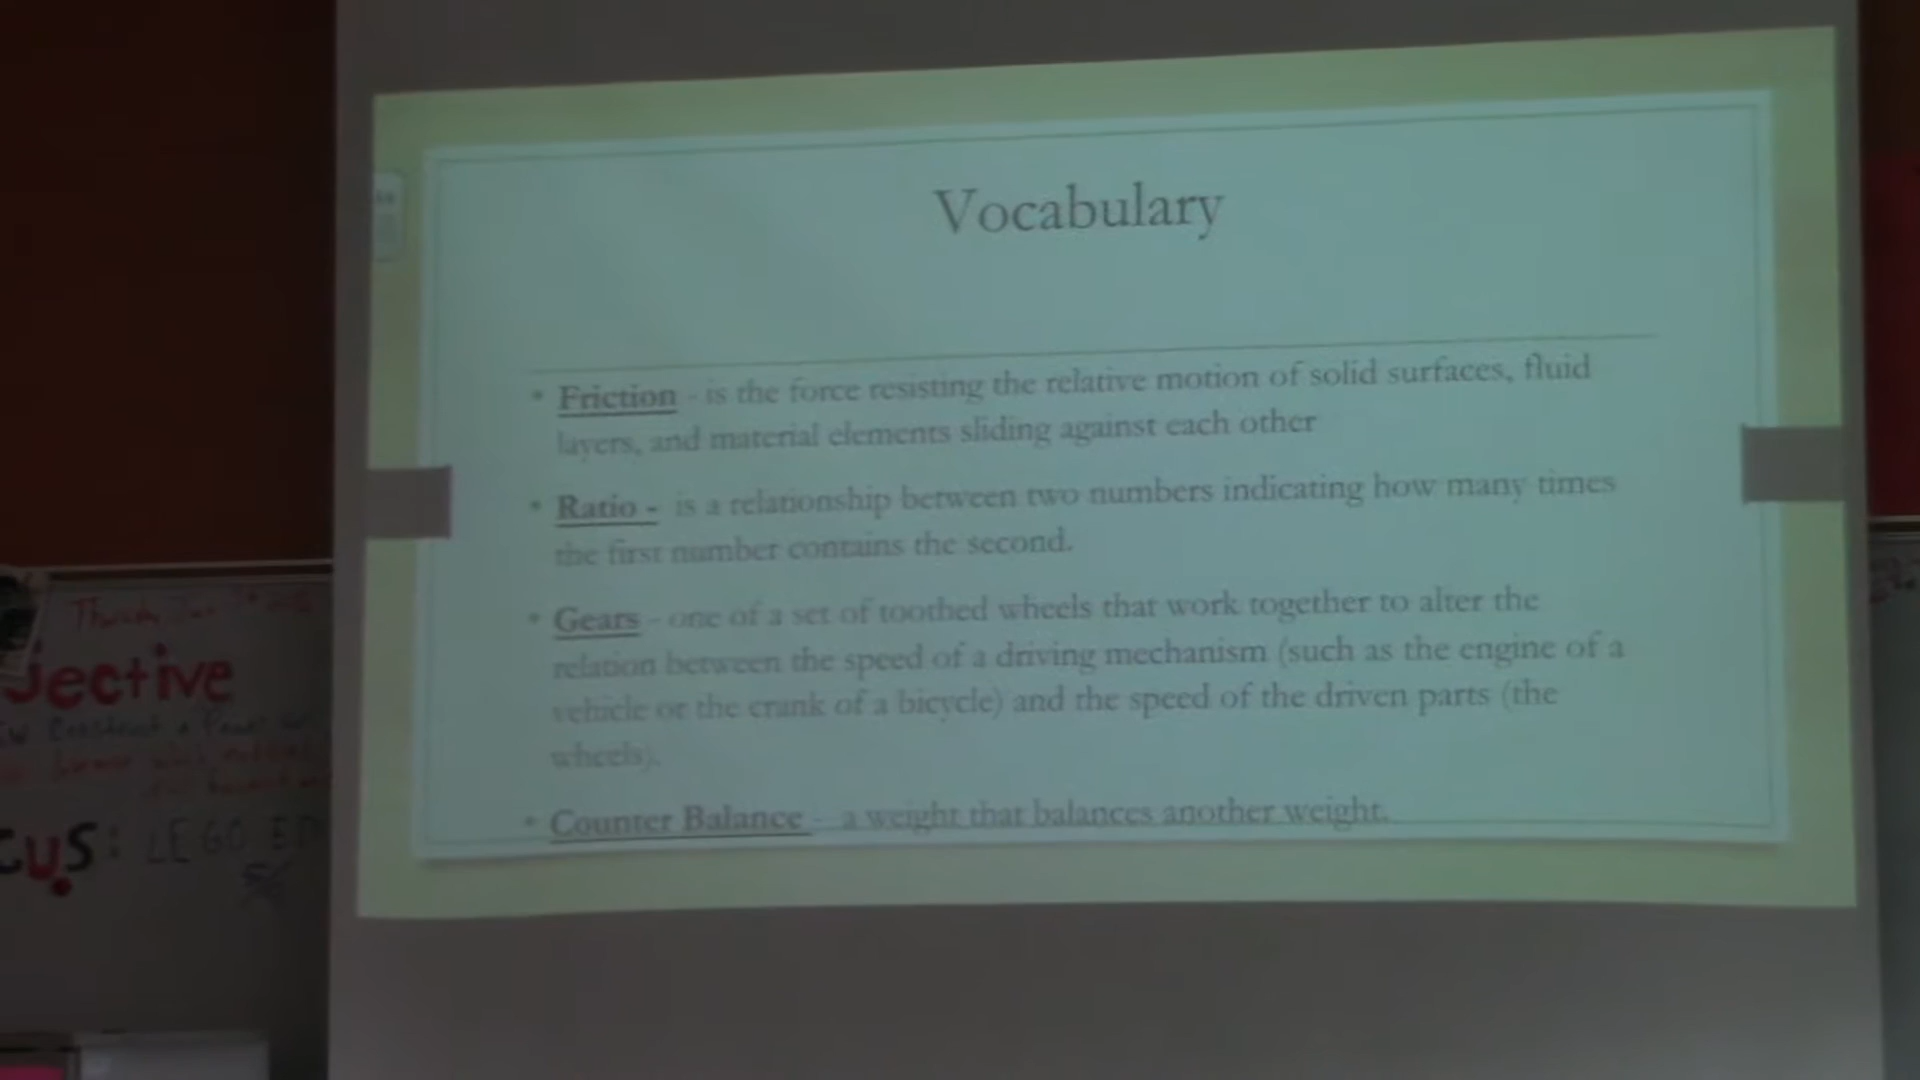 Vocabulary
• Friction - is the force resisting the relative motion of solid surfaces, fluid
layers, and material elements sliding against each other
• Ratio - is a relationship between two numbers indicating how many times
the first number contains the second.
• Gears - one of a set of toothed wheels that work together to alter the
relation between the speed of a driving mechanism (such as the engine of a
vehicle or the crank of a bicycle) and the speed of the driven parts (the
wheels).
• Counter Balance - a weight that balances another weight.
jective
Construct a
cus: LEGO